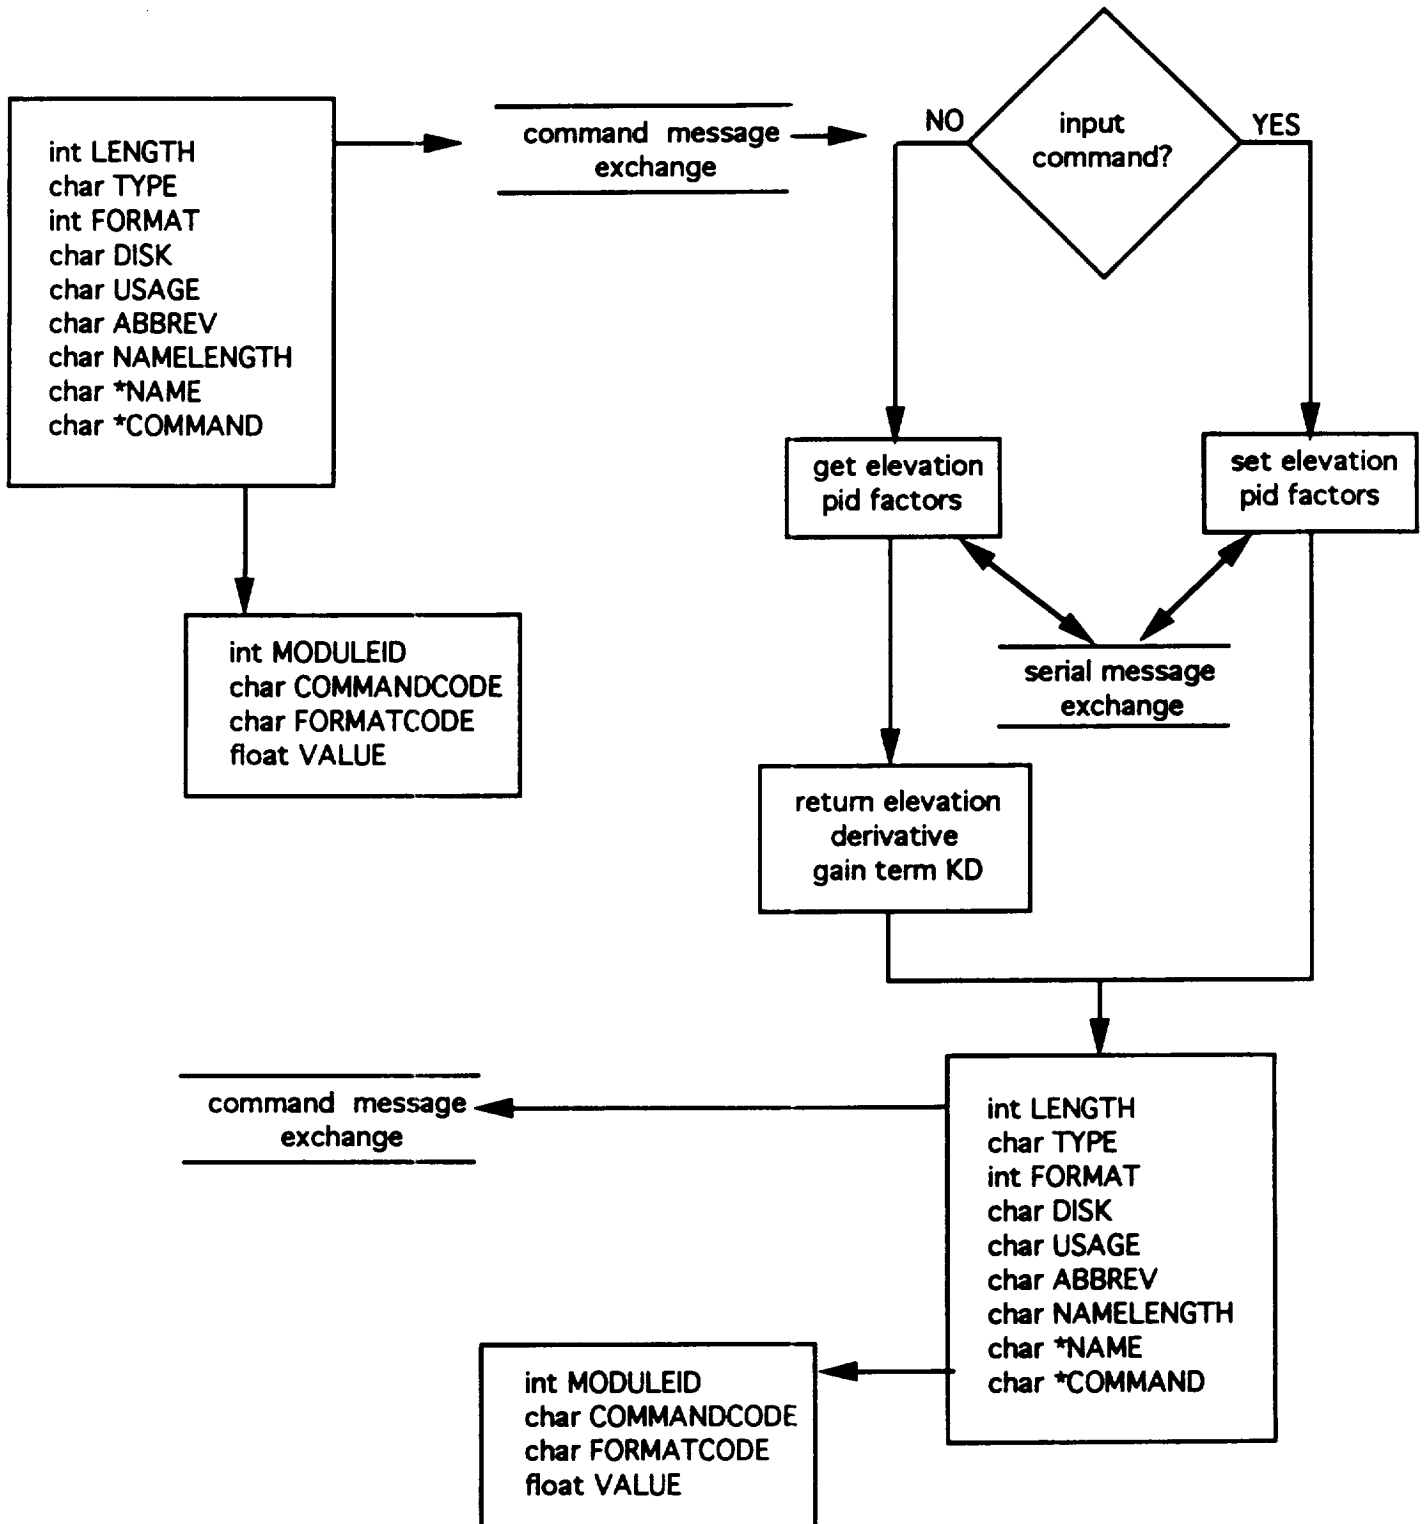 int LENGTH
char TYPE
int FORMAT
char DISK
char USAGE
char ABBREV
char NAMELENGTH
char *NAME
char *COMMAND
command message
exchange
NO
input
command?
YES
get elevation
pid factors
set elevation
pid factors
int MODULEID
char COMMANDCODE
char FORMATCODE
float VALUE
serial message
exchange
return elevation
derivative
gain term KD
command message
exchange
int LENGTH
char TYPE
int FORMAT
char DISK
char USAGE
char ABBREV
char NAMELENGTH
char *NAME
char *COMMAND
int MODULEID
char COMMANDCODE
char FORMATCODE
float VALUE